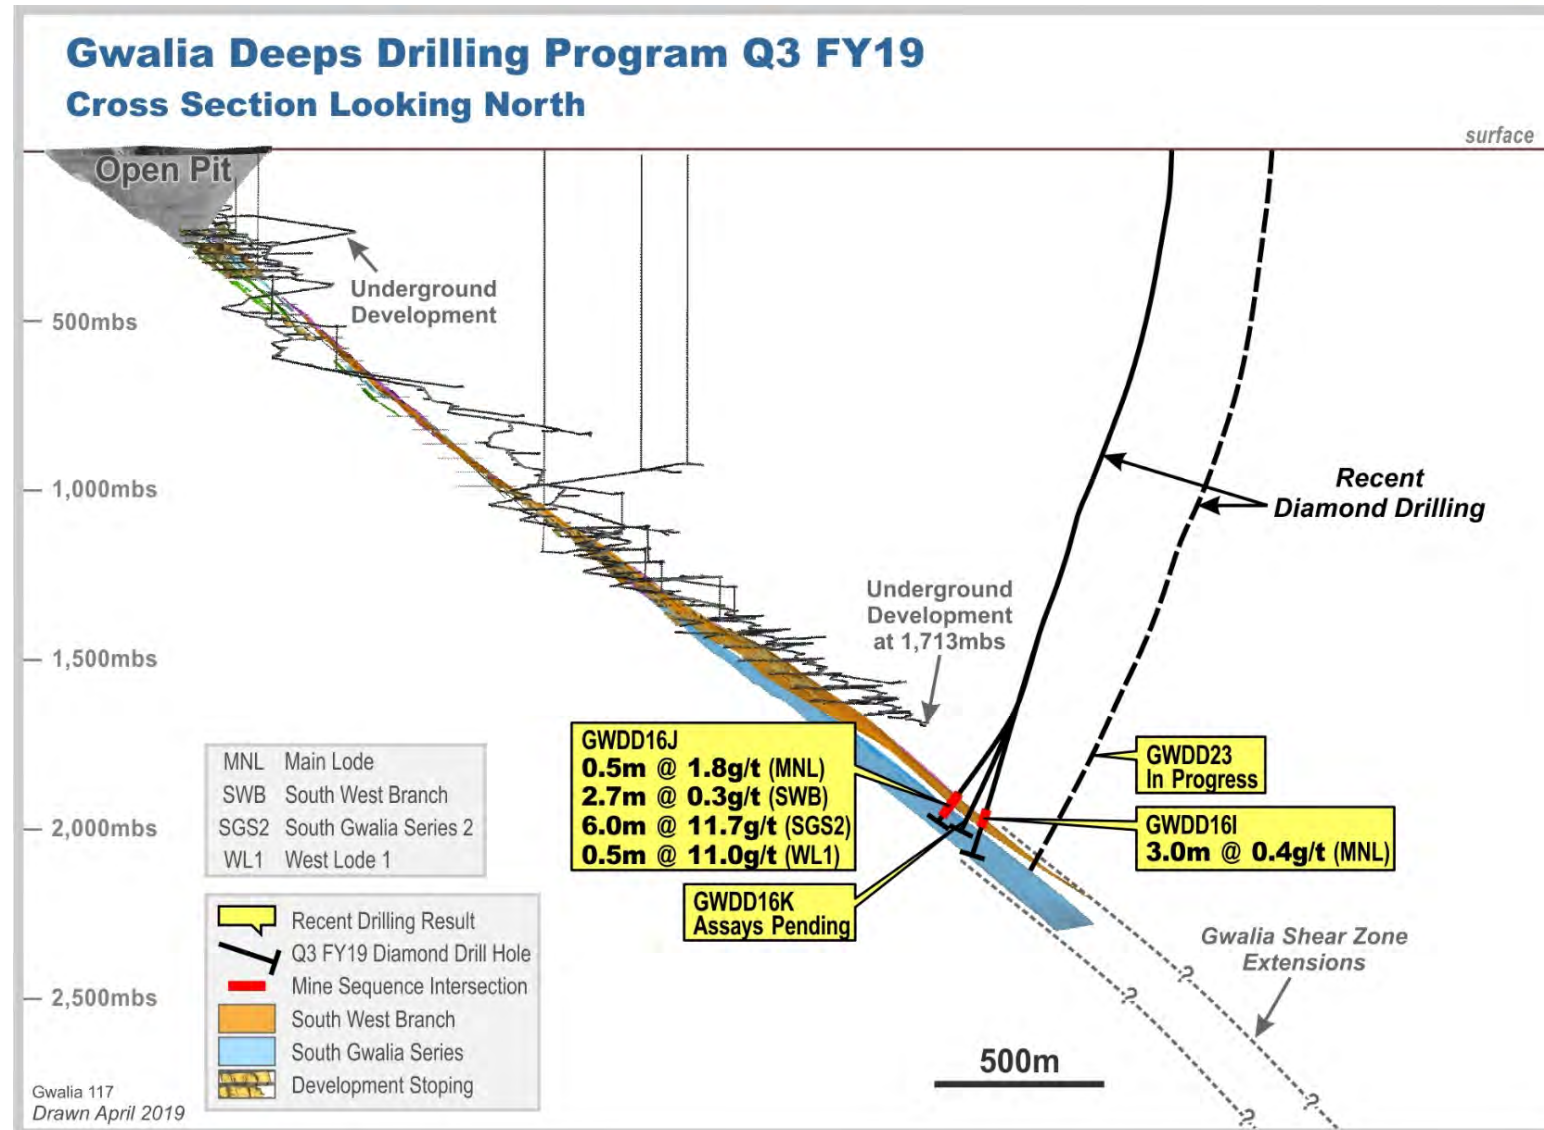 Gwalia Deeps Drilling Program Q3 FY19
Cross Section Looking North
surface
Open Pit
Underground
Development
500mbs
1,000mbs
Recent
Diamond Drilling
Underground
Development
at 1,713mbs
1,500mbs
GWDD16J
0.5m @ 1.8g/t (MNL)
2.7m @ 0.3g/t (SWB)
6.0m @ 11.7g/t (SGS2)
0.5m @ 11.0g/t (WL1)
GWDD23
In Progress
MNL Main Lode
SWB South West Branch
SGS2 South Gwalia Series 2
WL1 West Lode 1
2,000mbs
GWDD16I
3.0m @ 0.4g/t (MNL)
GWDD16K
Assays Pending
Recent Drilling Result
Q3 FY19 Diamond Drill Hole
Mine Sequence Intersection
South West Branch
South Gwalia Series
Development Stoping
Gwalia Shear Zone
Extensions
?
?
2,500mbs
500m
?
?
Gwalia 117
Drawn April 2019